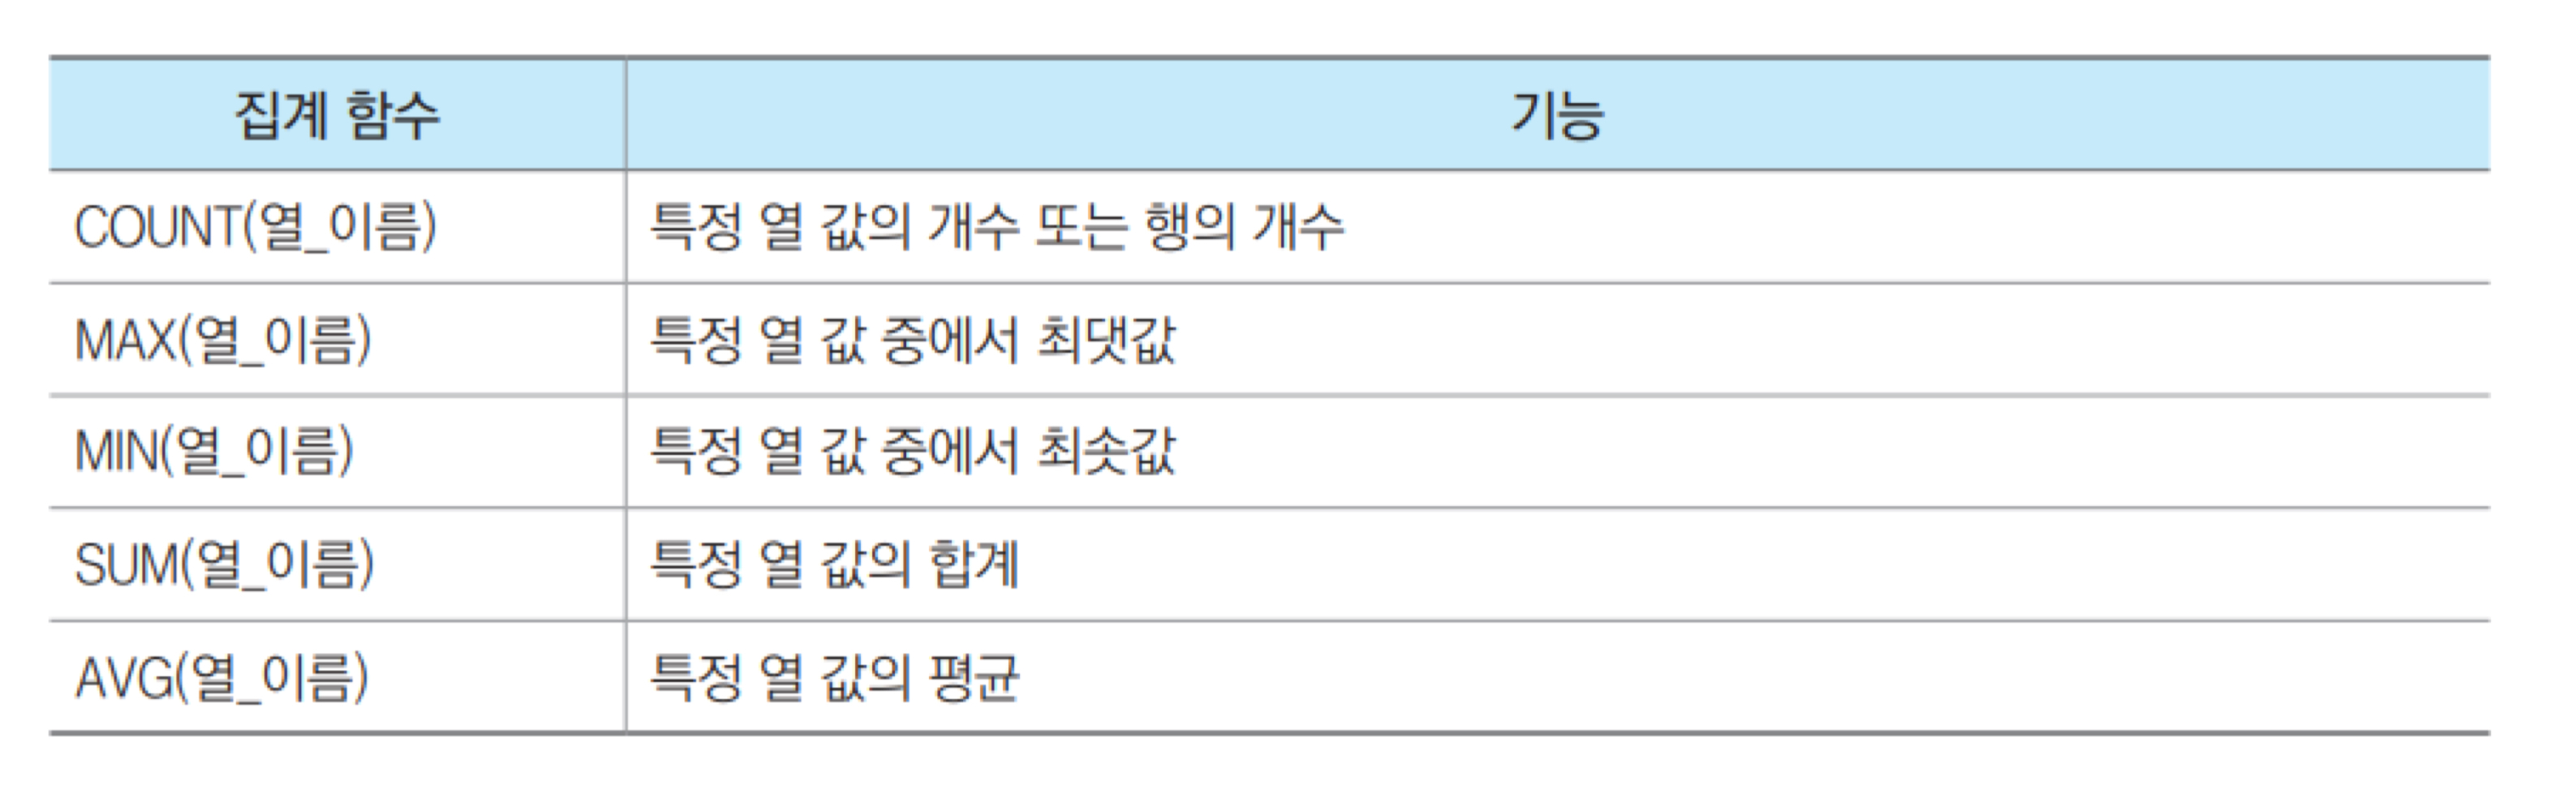 집계 함수 기능
COUNT(열_이름) 특정 열 값의 개수 또는 행의 개수
MAX(열_이름) 특정 열 값 중에서 최댓값
MIN(열_이름) 특정 열 값 중에서 최솟값
SUM(열_이름) 특정 열 값의 합계
AVG(열_이름) 특정 열 값의 평균